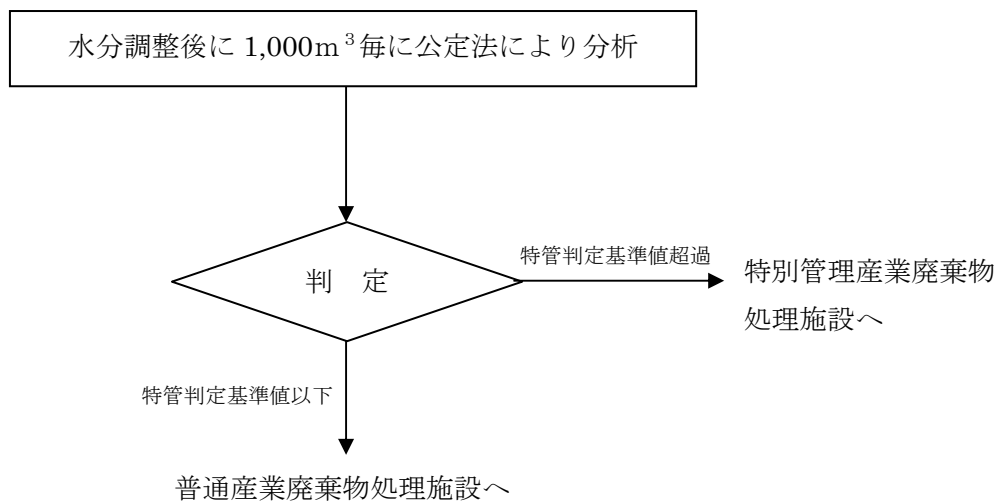 水分調整後に 1,000m³毎に公定法により分析
判　定
特管判定基準値超過
特別管理産業廃棄物
処理施設へ
特管判定基準値以下
普通産業廃棄物処理施設へ